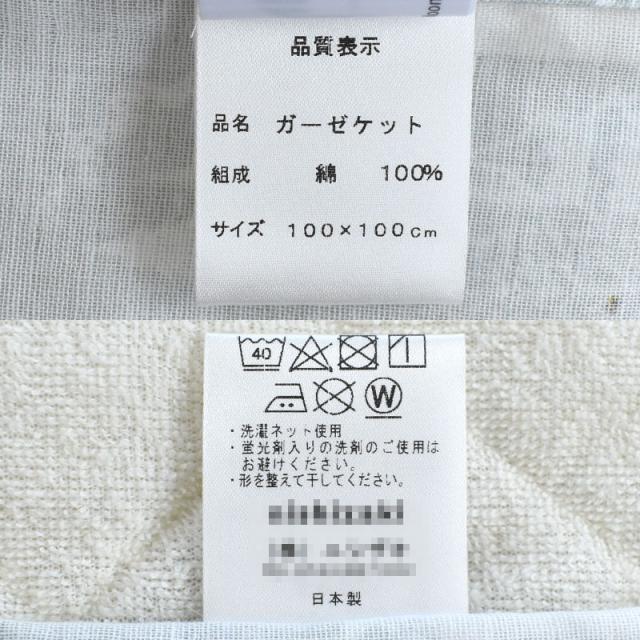 品質表示
品名 ガーゼケット
組成 綿 100%
サイズ 100×100cm
40
W
・洗濯ネット使用
・蛍光剤入りの洗剤のご使用は
お避けください。
・形を整えて干してください。
日本製